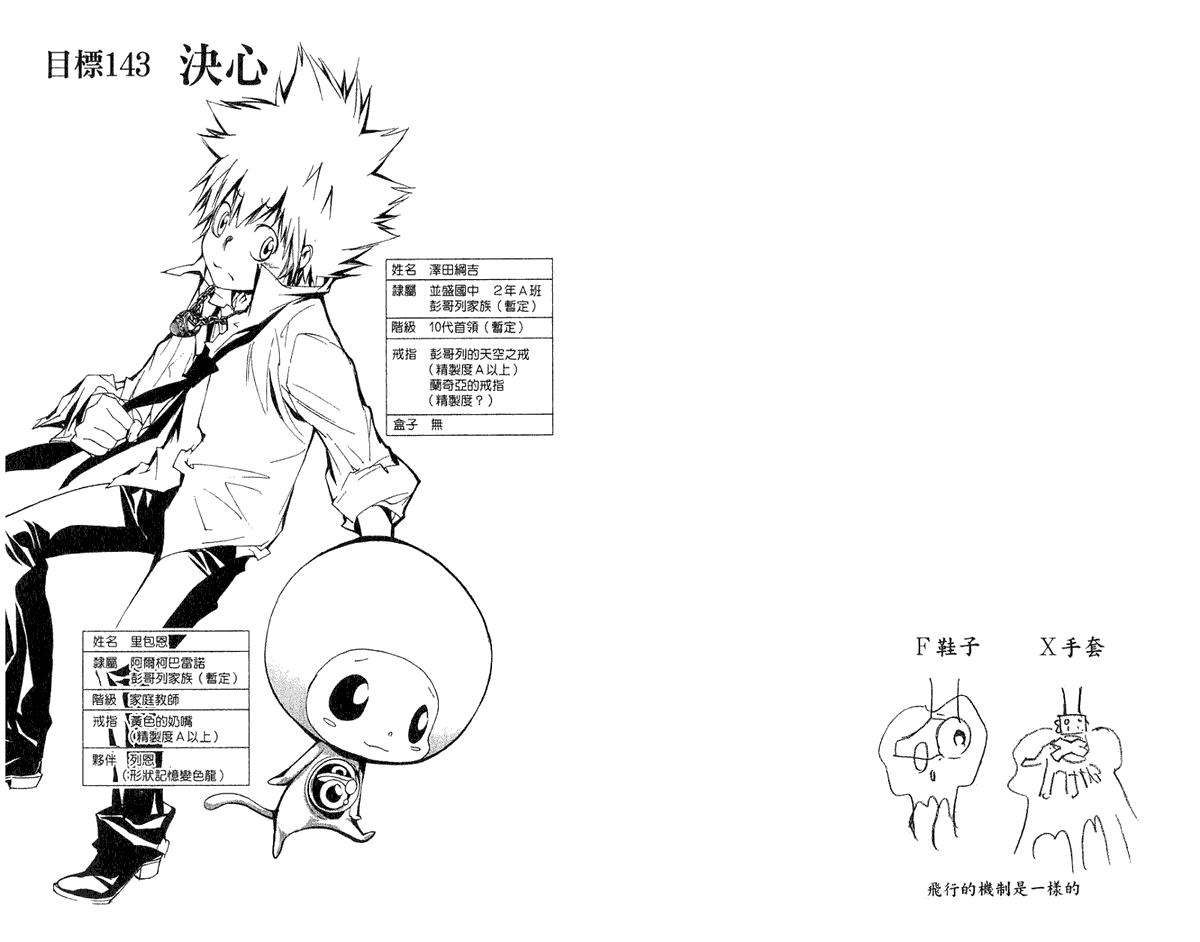 目標143 決心
姓名 澤田綱吉
隸屬 並盛國中 2年A班
彭哥列家族(暫定)
階級 10代首領(暫定)
戒指 彭哥列的天空之戒
(精製度A以上)
蘭奇亞的戒指
(精製度?)
盒子 無
姓名 里包恩
隸屬 阿爾柯巴雷諾
彭哥列家族(暫定)
階級 家庭教師
戒指 黃色的奶嘴
(精製度A以上)
夥伴 列恩
(形狀記憶變色龍)
F鞋子
X手套
飛行的機制是一樣的